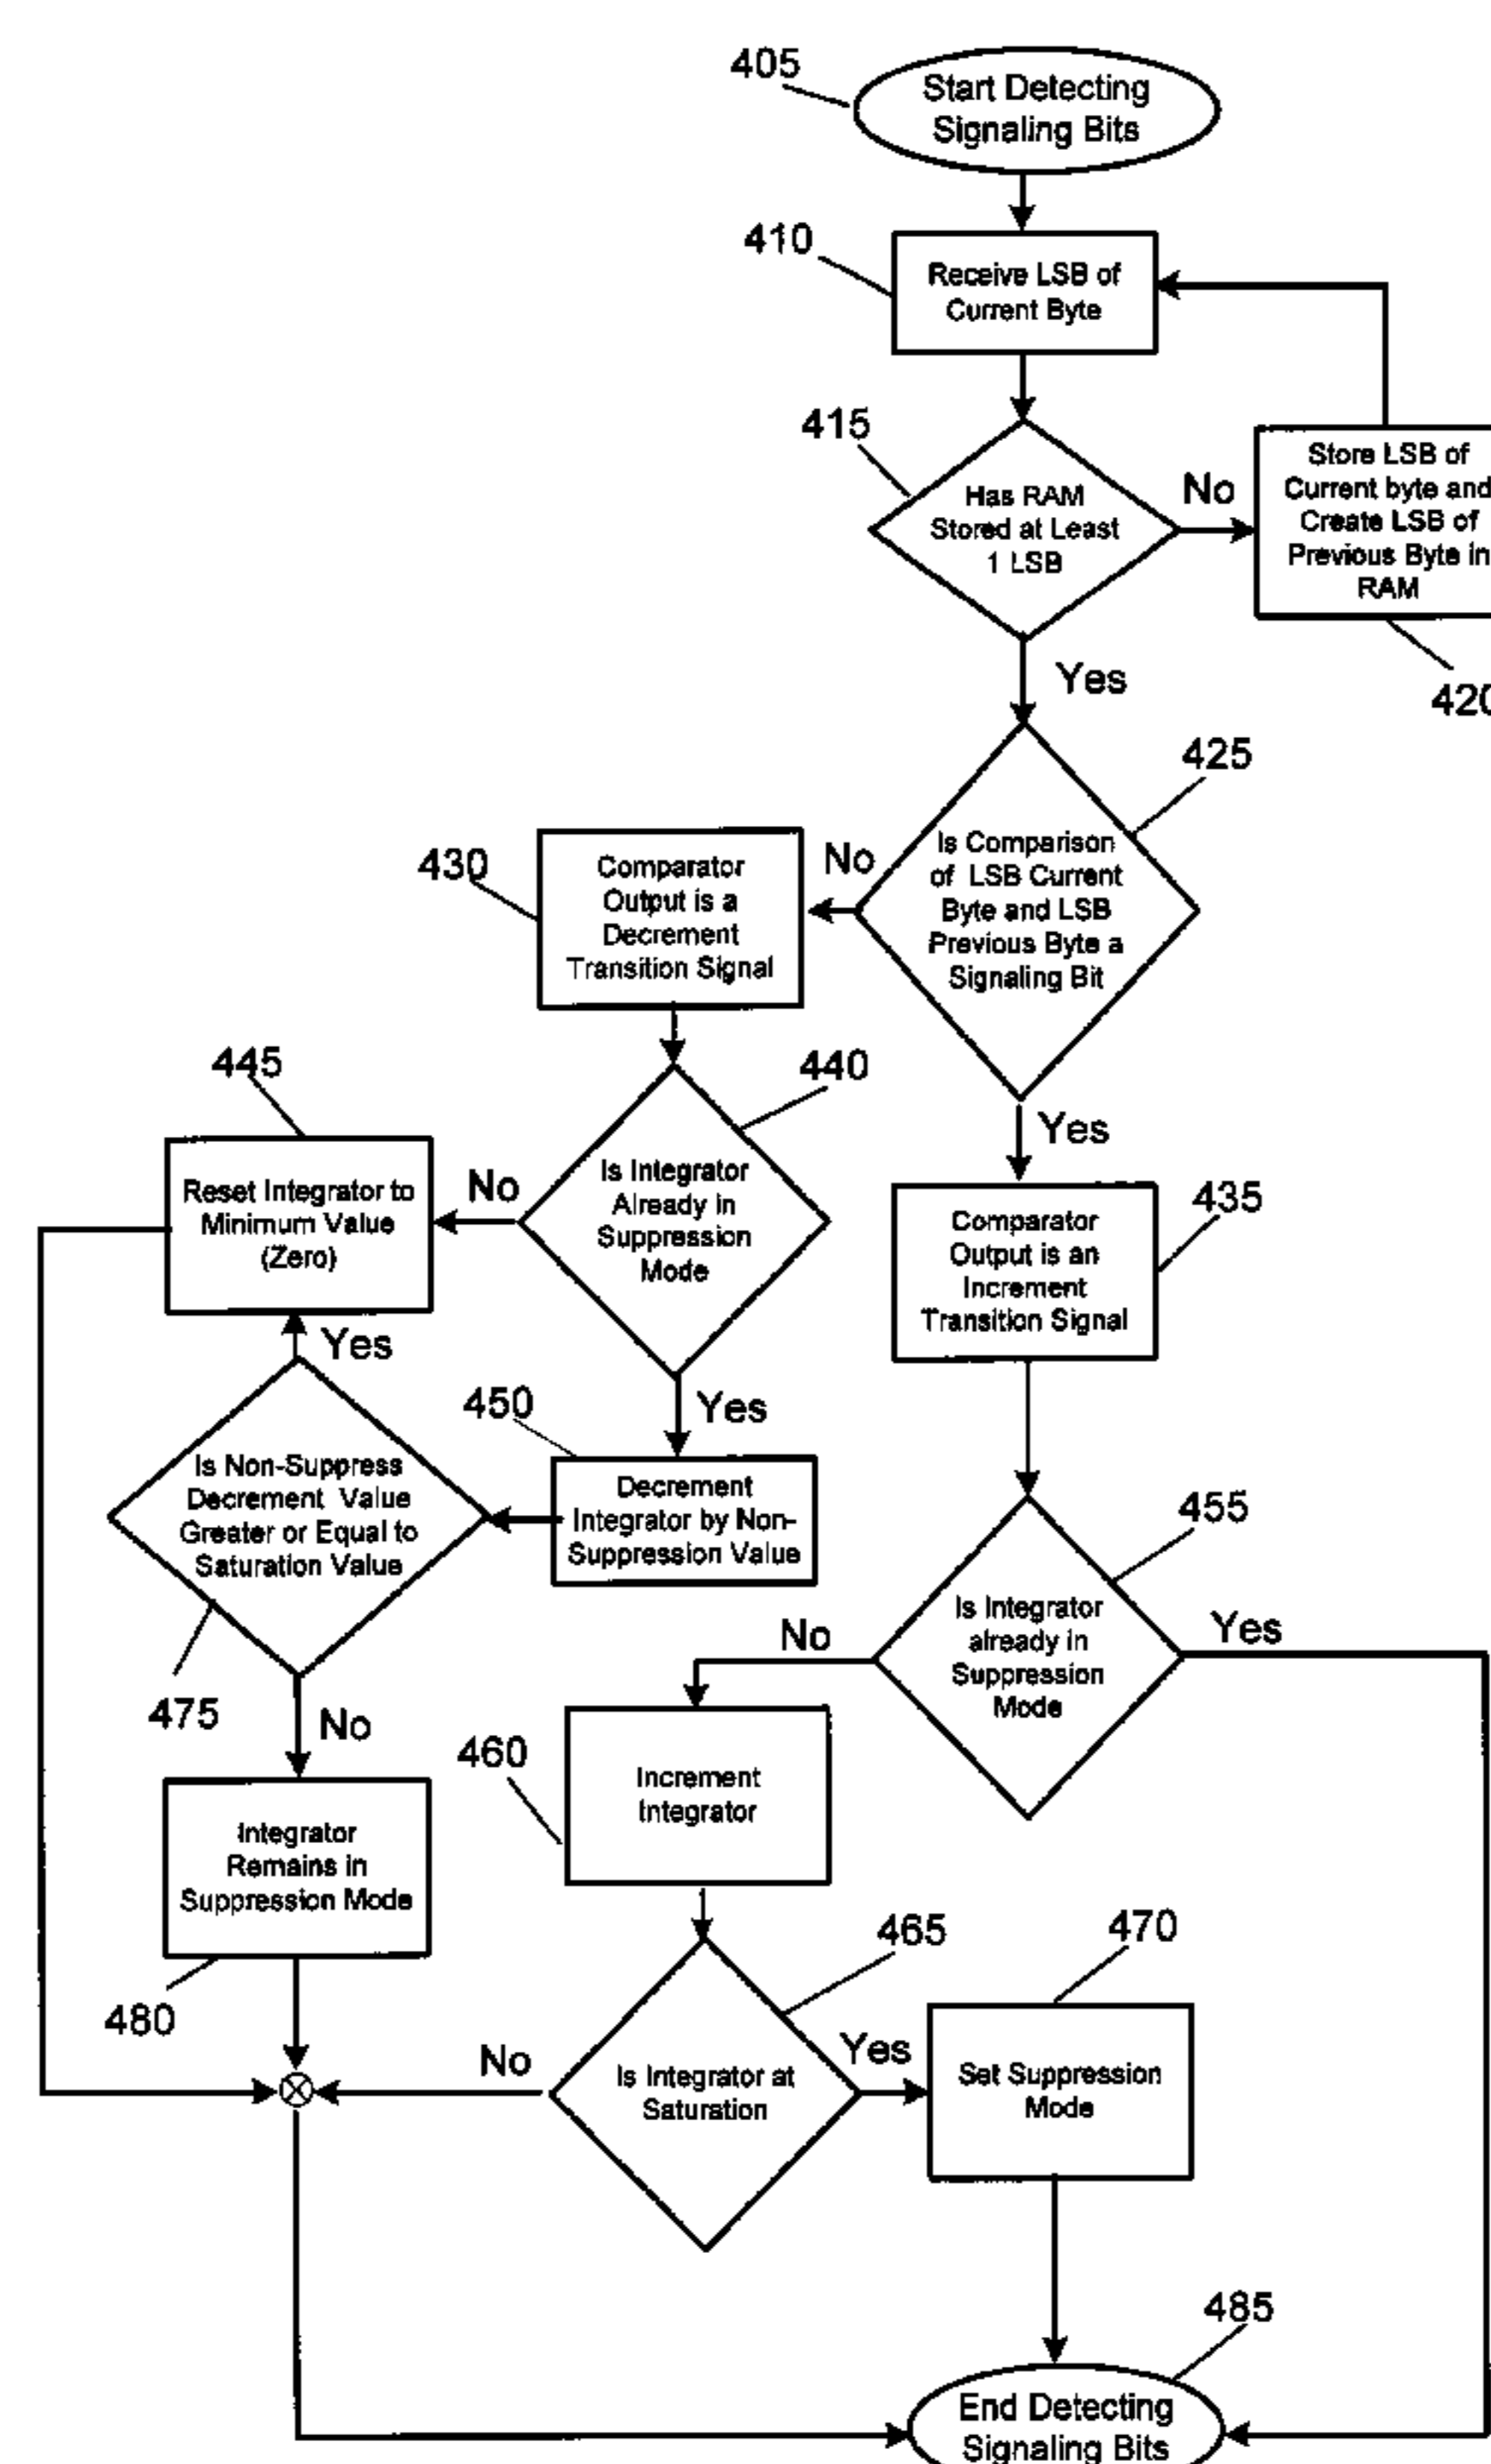 405
Start Detecting
Signaling Bits
410
Receive LSB of
Current Byte
415
Has RAM
Stored at Least
1 LSB
No
Store LSB of
Current byte and
Create LSB of
Previous Byte in
RAM
420
Yes
425
Is Comparison
of LSB Current
Byte and LSB
Previous Byte a
Signaling Bit
No
430
Comparator
Output is a
Decrement
Transition Signal
Yes
435
Comparator
Output is an
Increment
Transition Signal
440
Is Integrator
Already in
Suppression
Mode
No
445
Reset Integrator to
Minimum Value
(Zero)
Yes
Yes
450
Decrement
Integrator by Non-
Suppression Value
Is Non-Suppress
Decrement Value
Greater or Equal to
Saturation Value
475
No
455
Is Integrator
already in
Suppression
Mode
Yes
No
460
Increment
Integrator
Integrator
Remains in
Suppression Mode
480
465
Is Integrator at
Saturation
No
Yes
470
Set Suppression
Mode
485
End Detecting
Signaling Bits